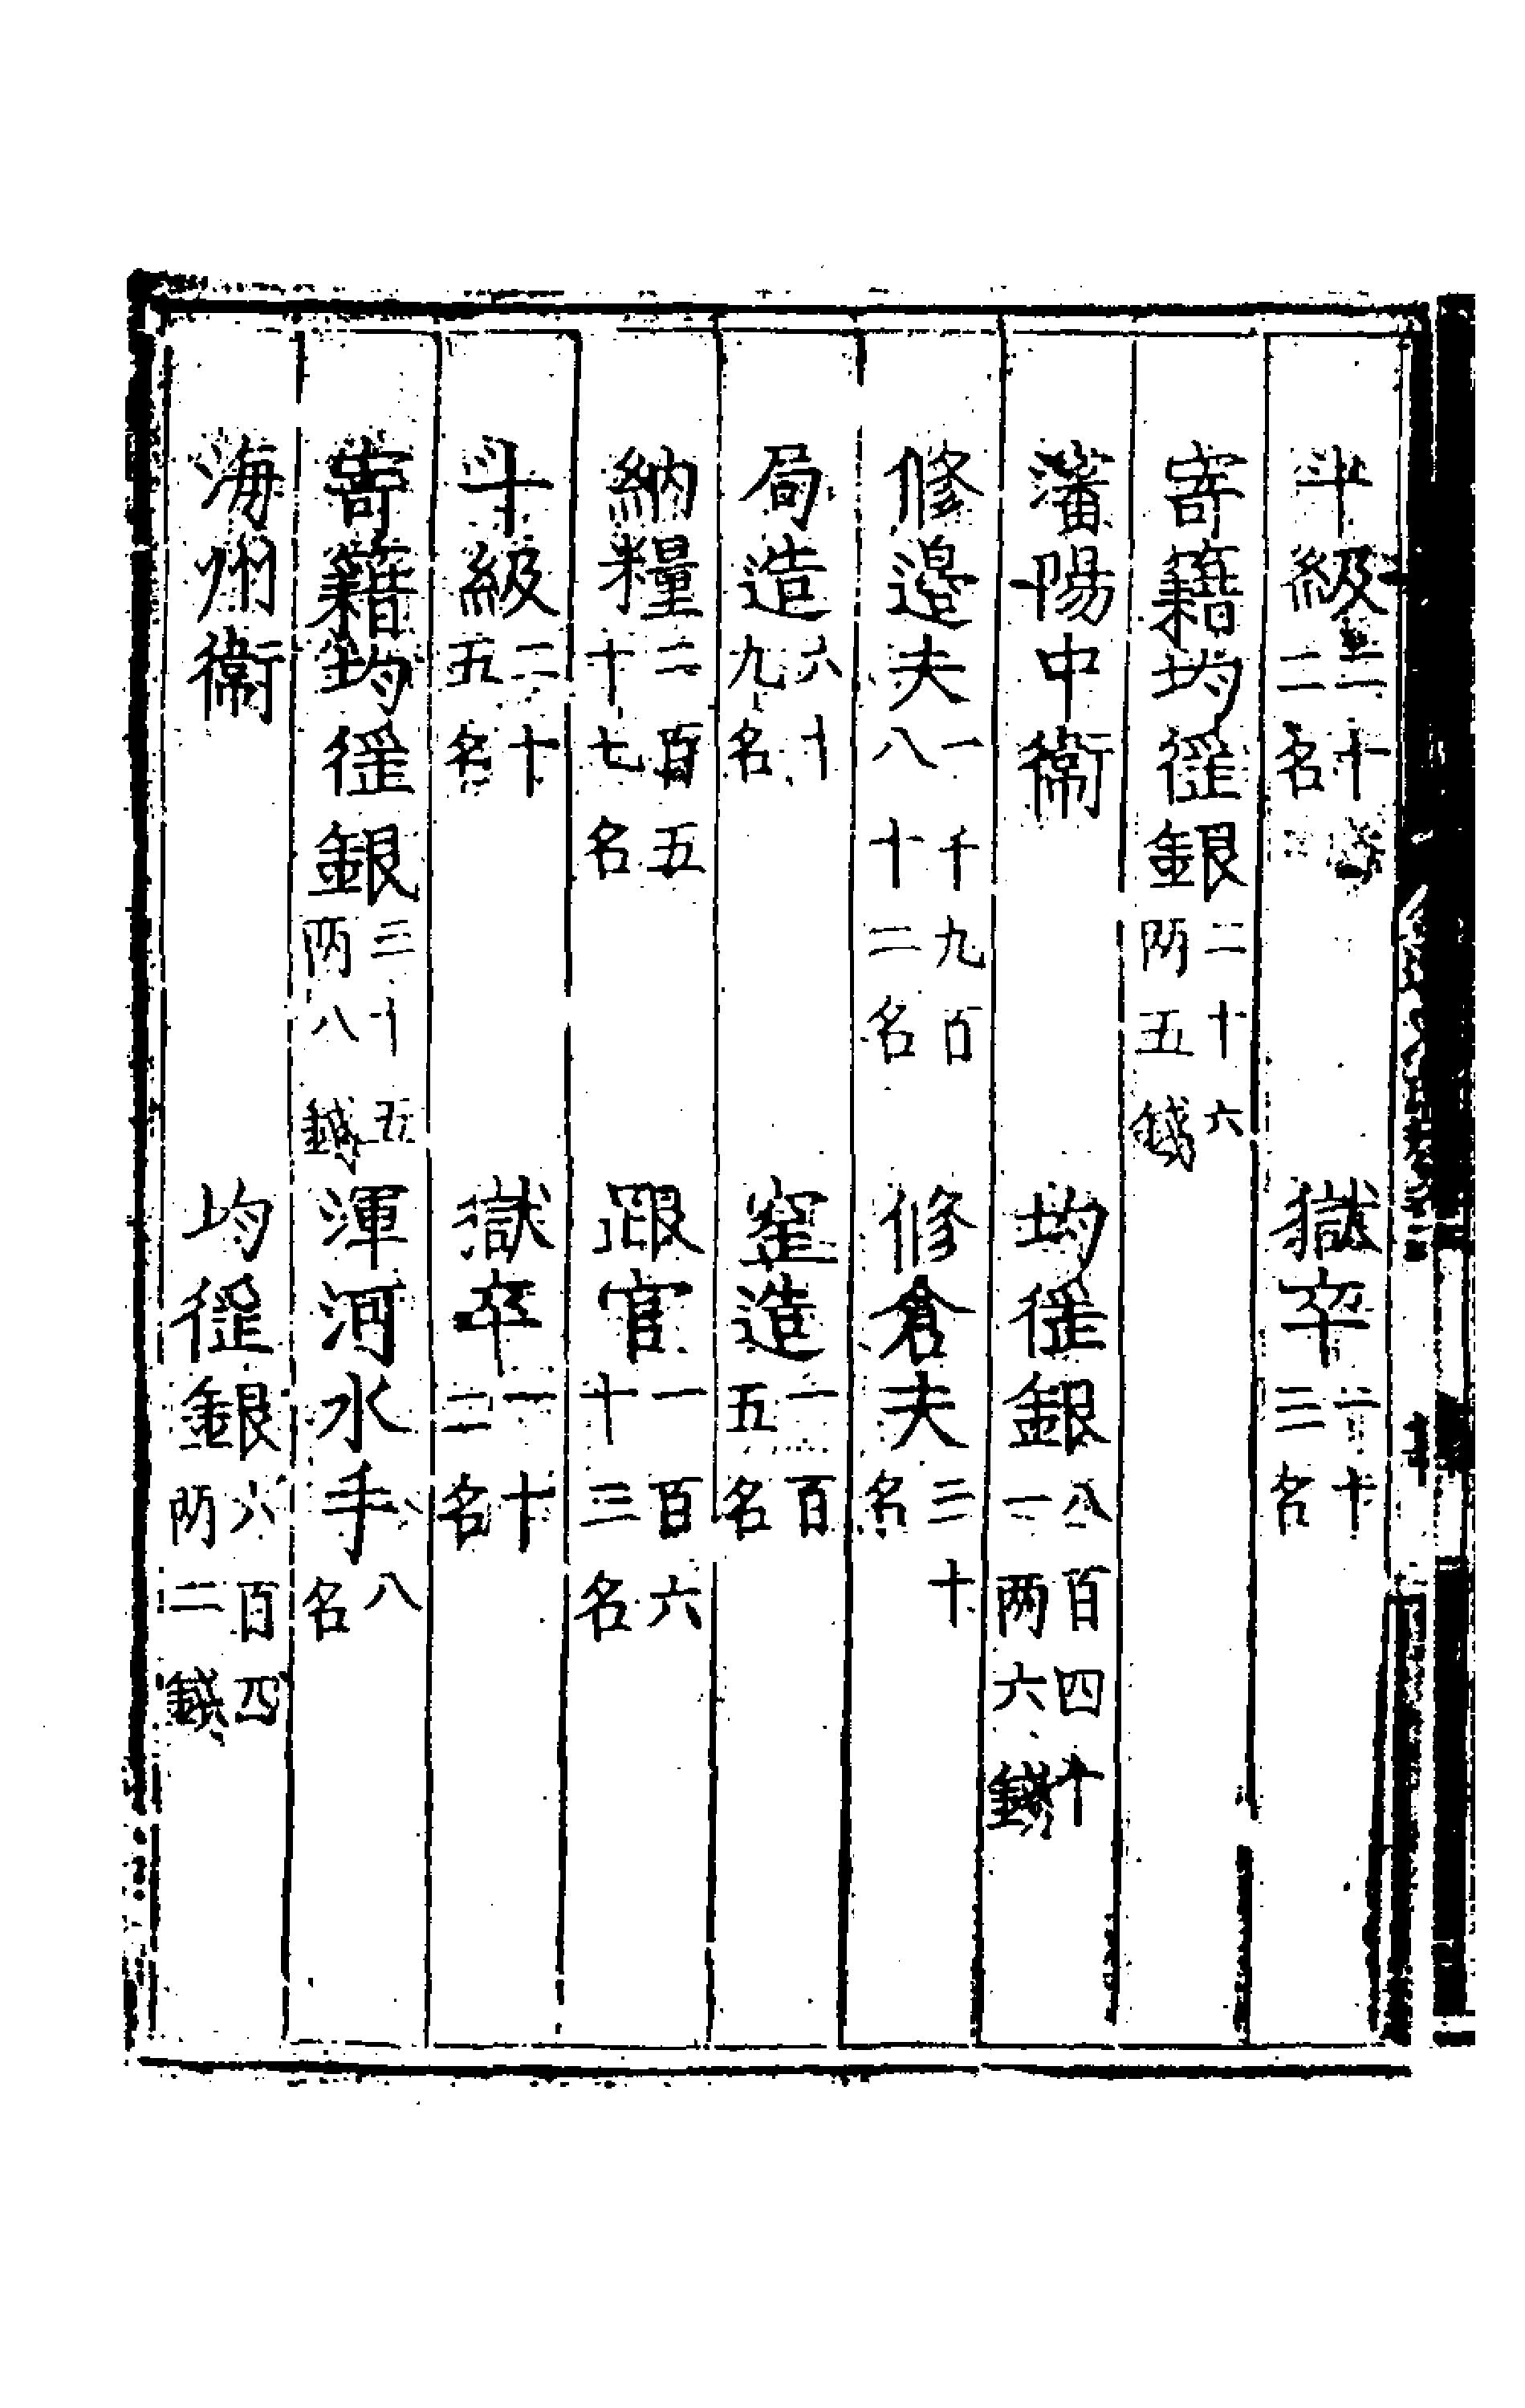 斗級二十二名　獄卒二十三名
寄籍均徭銀二十六兩五錢
瀋陽中衞　均徭銀八百四十一兩六錢
修邊夫一千九百八十二名　修倉夫三十名
局造六十九名　窰造一百五名
納糧二百五十七名　跟官一百六十三名
斗級二十五名　獄卒一十二名
寄籍均徭銀三十五兩八錢　渾河水手八名
海州衞　均徭銀六百四兩二錢